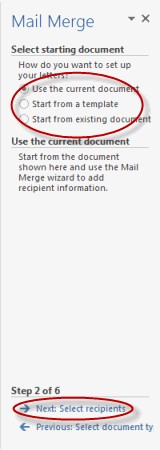 Mail Merge
Select starting document
How do you want to set up
your letters?
Use the current document
Start from a template
Start from existing document
Use the current document
Start from the document
shown here and use the Mail
Merge wizard to add
recipient information.
Step 2 of 6
Next: Select recipients
Previous: Select document ty